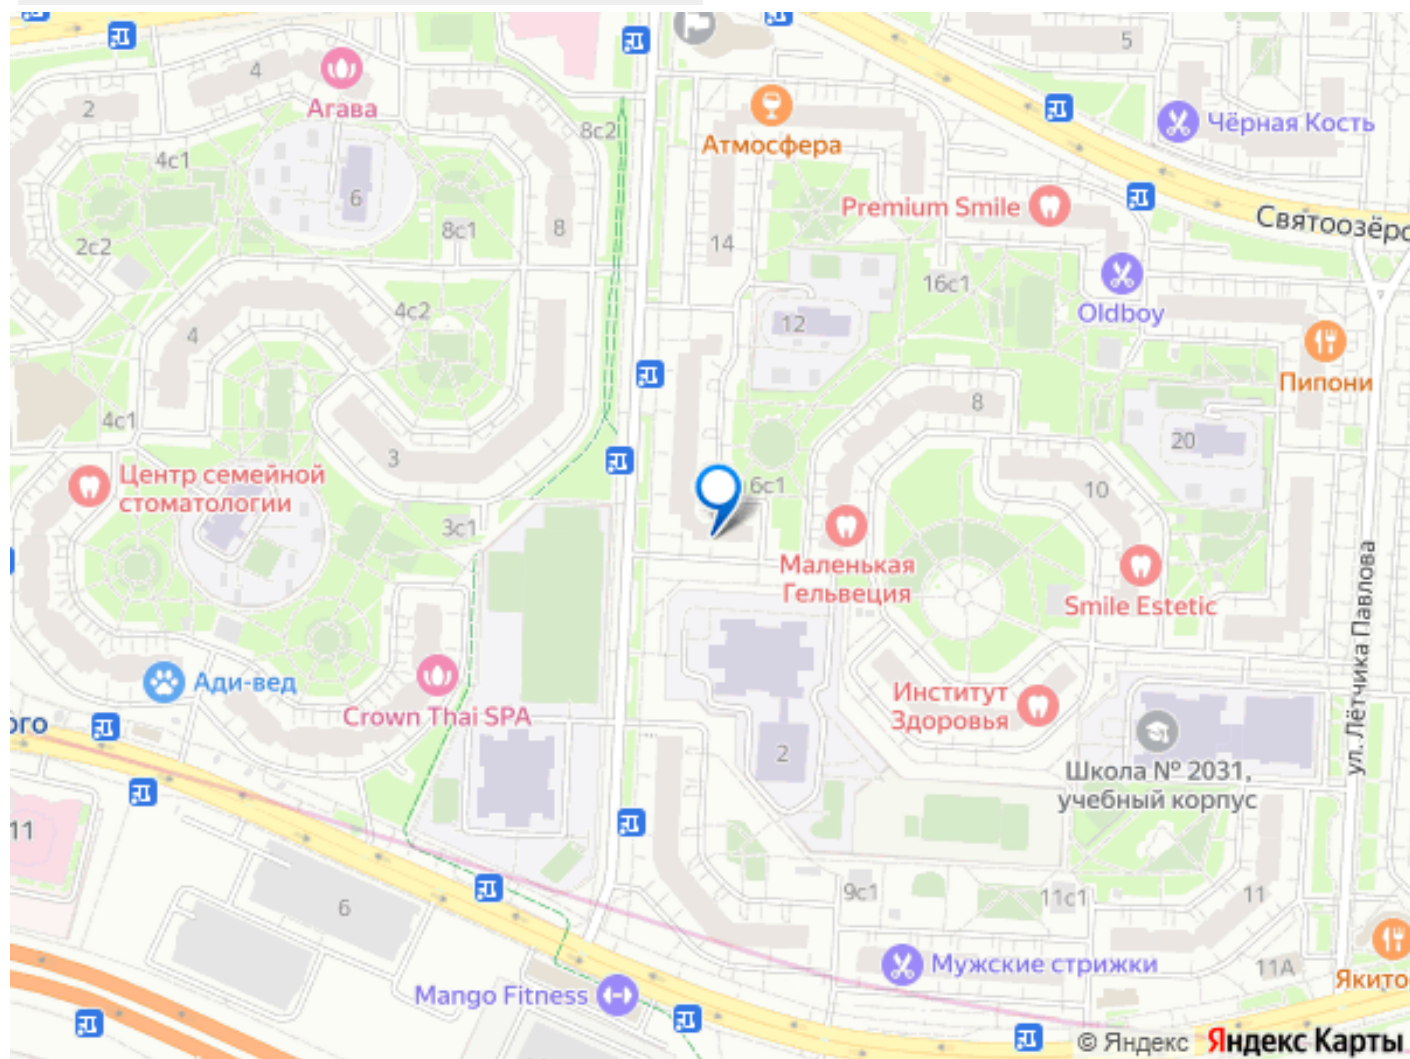 5
4
2
Агава
Чёрная Кость
8с2
Атмосфера
4с1
6
Premium Smile
8с1
8
Святоозёрс
2с2
14
16с1
4с2
12
Oldboy
4
Пипони
8
4с1
20
3
Центр семейной
стоматологии
6с1
10
3с1
Маленькая
Гельвеция
Smile Estetic
ул. Лётчика Павлова
Ади-вед
Институт
Здоровья
Crown Thai SPA
ого
2
Школа № 2031,
учебный корпус
11
9с1
11с1
11
6
Мужские стрижки
11А
Якито
Mango Fitness
© Яндекс Яндекс Карты